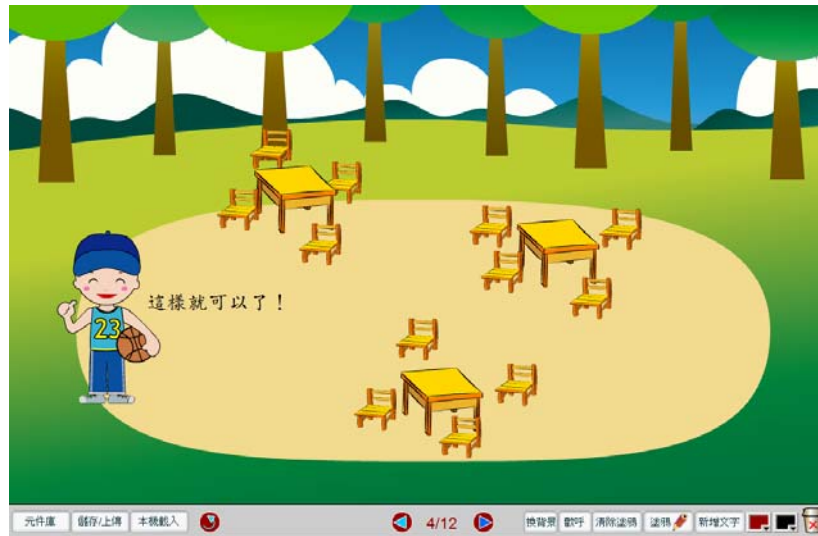 這樣就可以了！
23
元件庫
儲存/上傳
本機載入
4/12
換背景
歡呼
清除塗鴉
塗鴉
新增文字